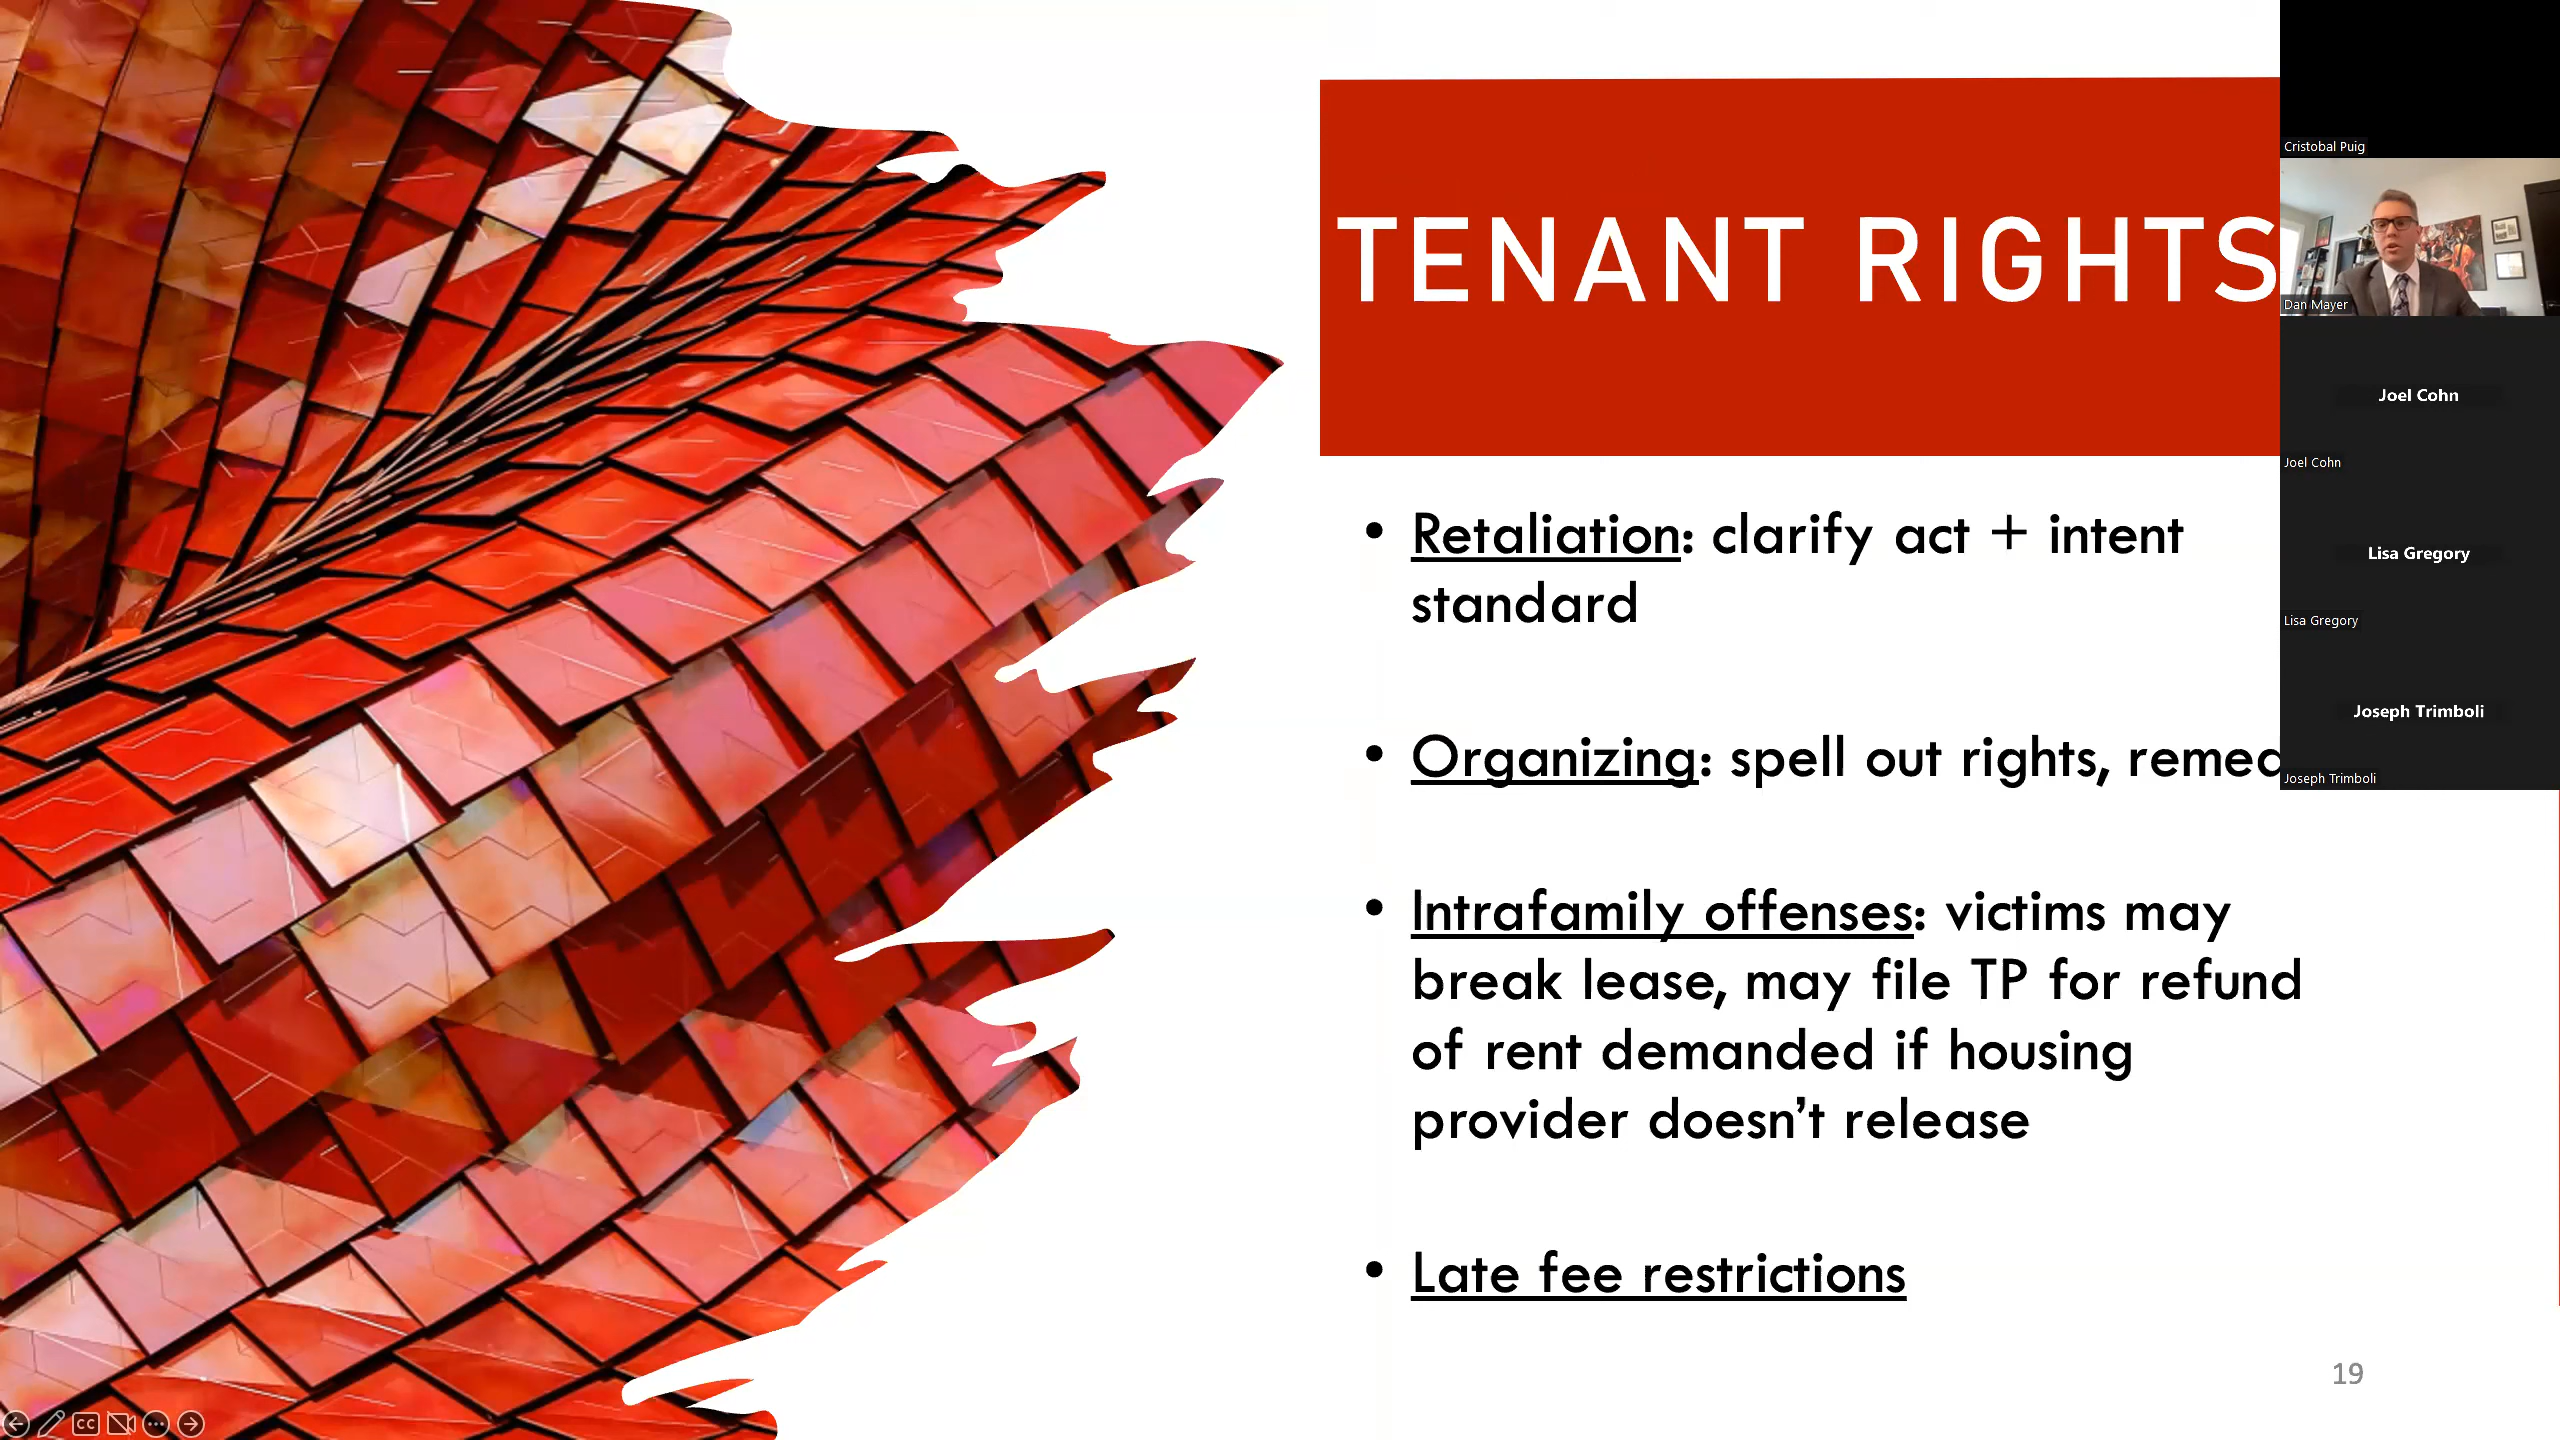 TENANT RIGHTS
• Retaliation: clarify act + intent
standard
• Organizing: spell out rights,
• Intrafamily offenses: victims may
break lease, may file TP for refund
of rent demanded if housing
provider doesn’t release
• Late fee restrictions
19
Cristobal Puig
Dan Mayer
Joel Cohn
Joel Cohn
Lisa Gregory
Lisa Gregory
Joseph Trimboli
Joseph Trimboli
CC